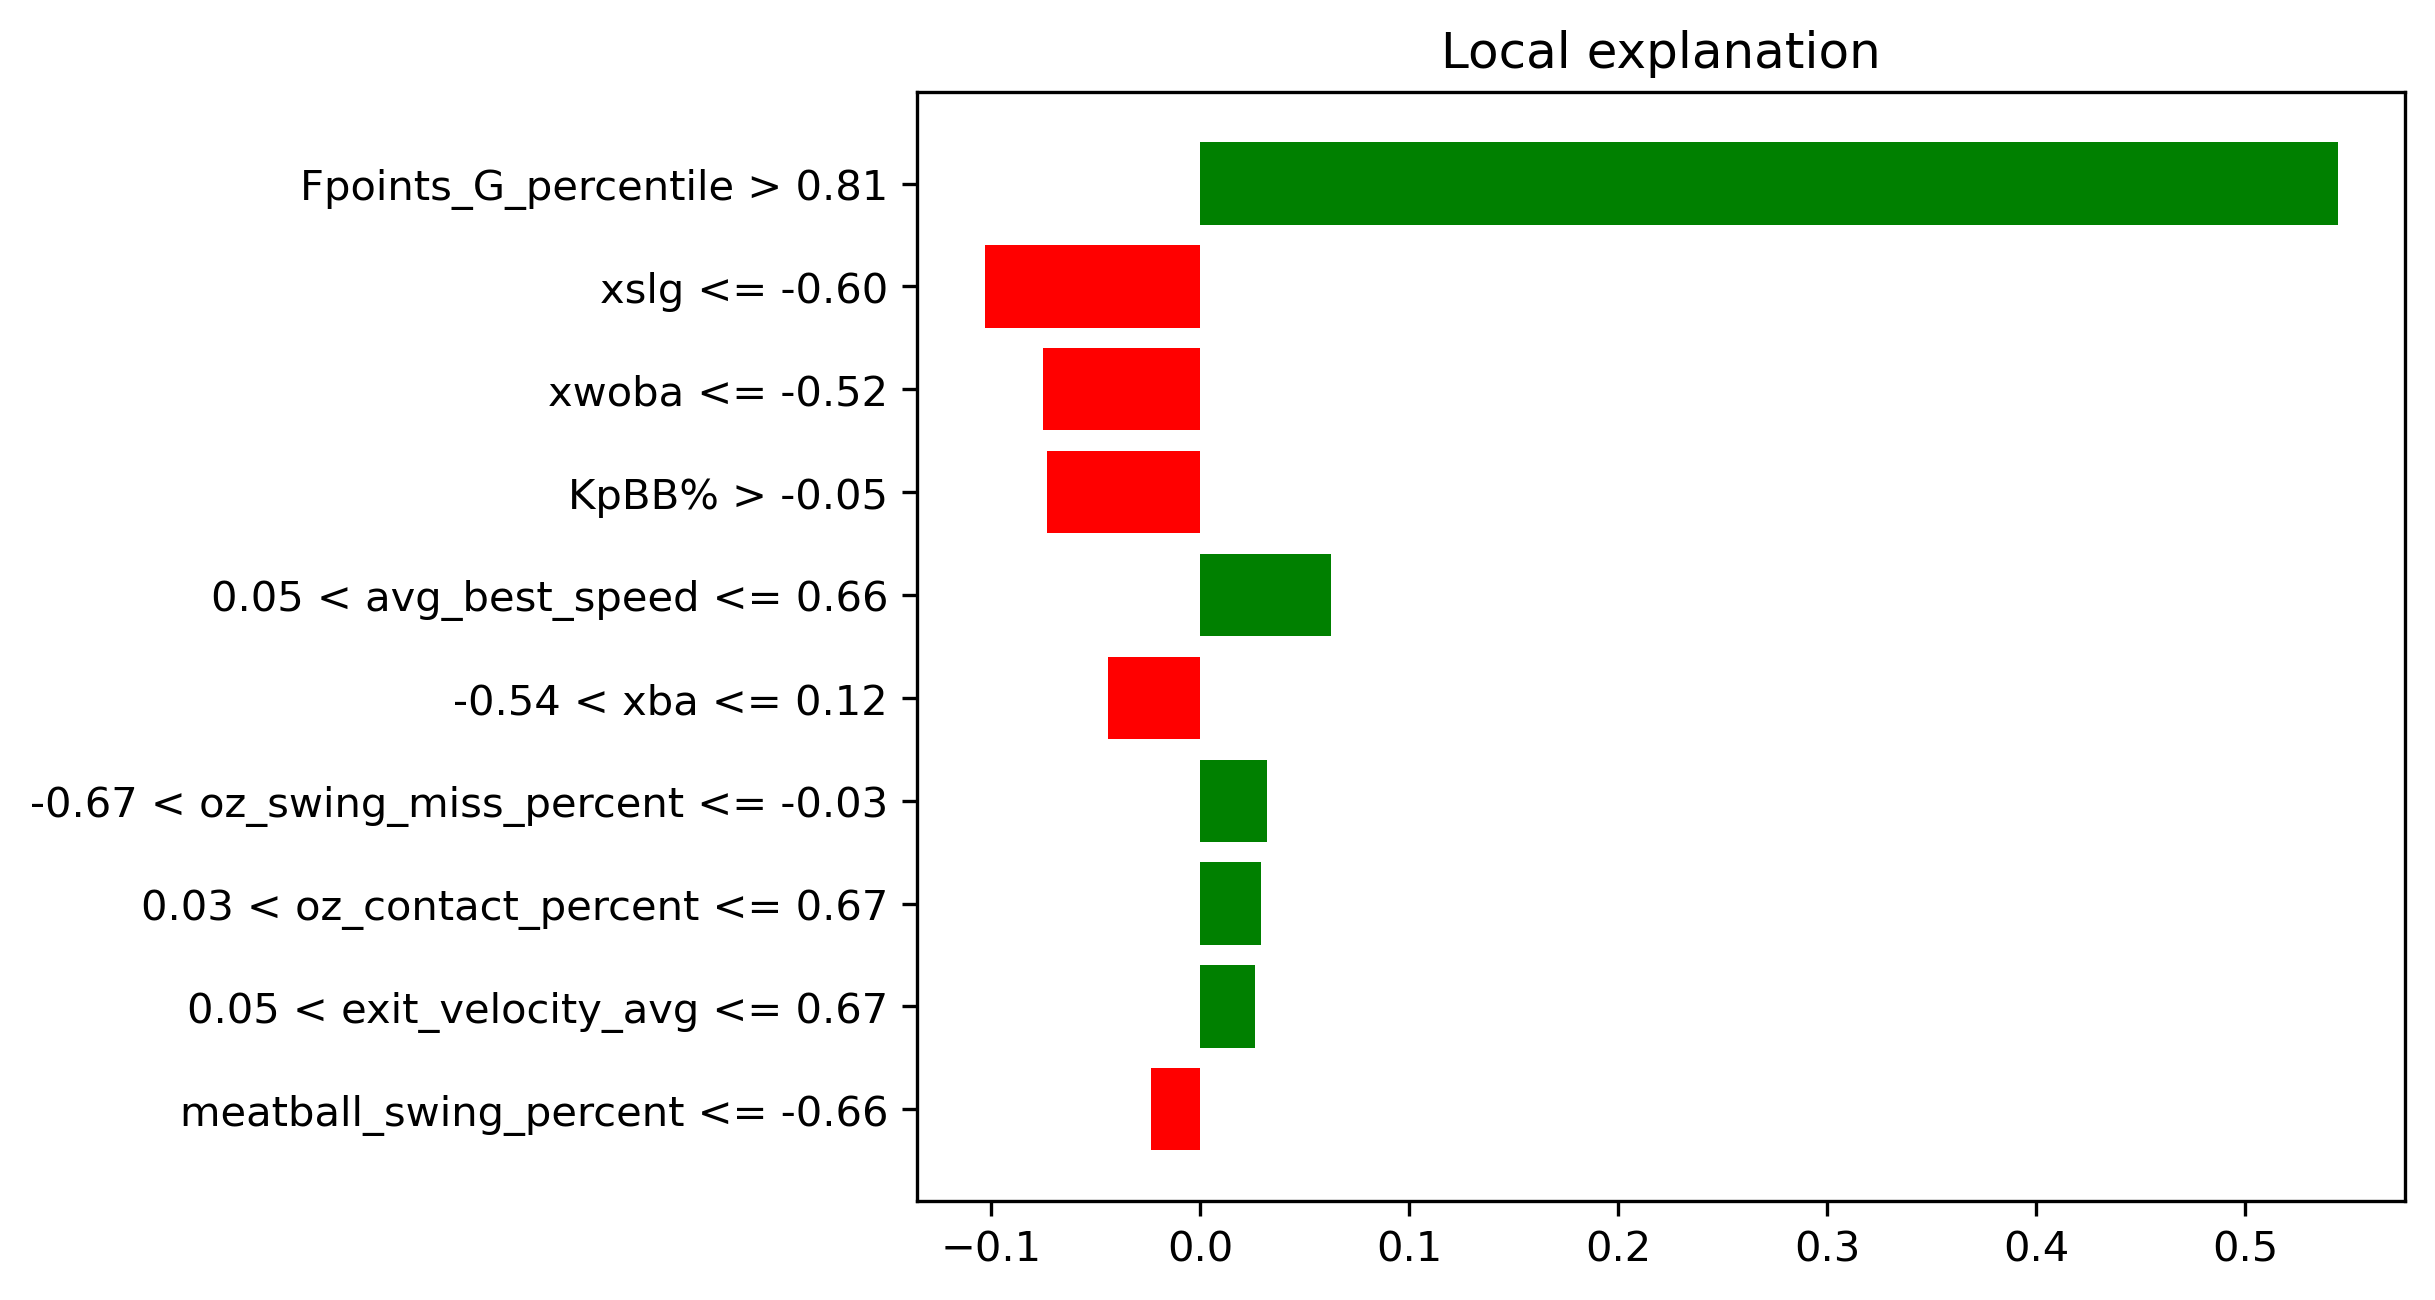 Local explanation
Fpoints_G_percentile > 0.81
xslg <= -0.60
xwoba <= -0.52
KpBB% > -0.05
0.05 < avg_best_speed <= 0.66
-0.54 < xba <= 0.12
-0.67 < oz_swing_miss_percent <= -0.03
0.03 < oz_contact_percent <= 0.67
0.05 < exit_velocity_avg <= 0.67
meatball_swing_percent <= -0.66
−0.1 0.0 0.1 0.2 0.3 0.4 0.5